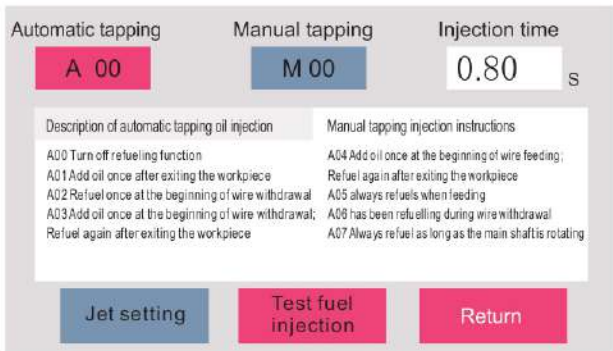 Automatic tapping
Manual tapping
Injection time
A 00
M 00
0.80
S
Description of automatic tapping oil injection
A00 Turn off refueling function
A01 Add oil once after exiting the workpiece
A02 Refuel once at the beginning of wire withdrawal
A03 Add oil once at the beginning of wire withdrawal;
Refuel again after exiting the workpiece
Manual tapping injection instructions
A04 Add oil once at the beginning of wire feeding;
Refuel again after exiting the workpiece
A05 always refuels when feeding
A06 has been refuelling during wire withdrawal
A07 Always refuel as long as the main shaft is rotating
Jet setting
Test fuel
injection
Return